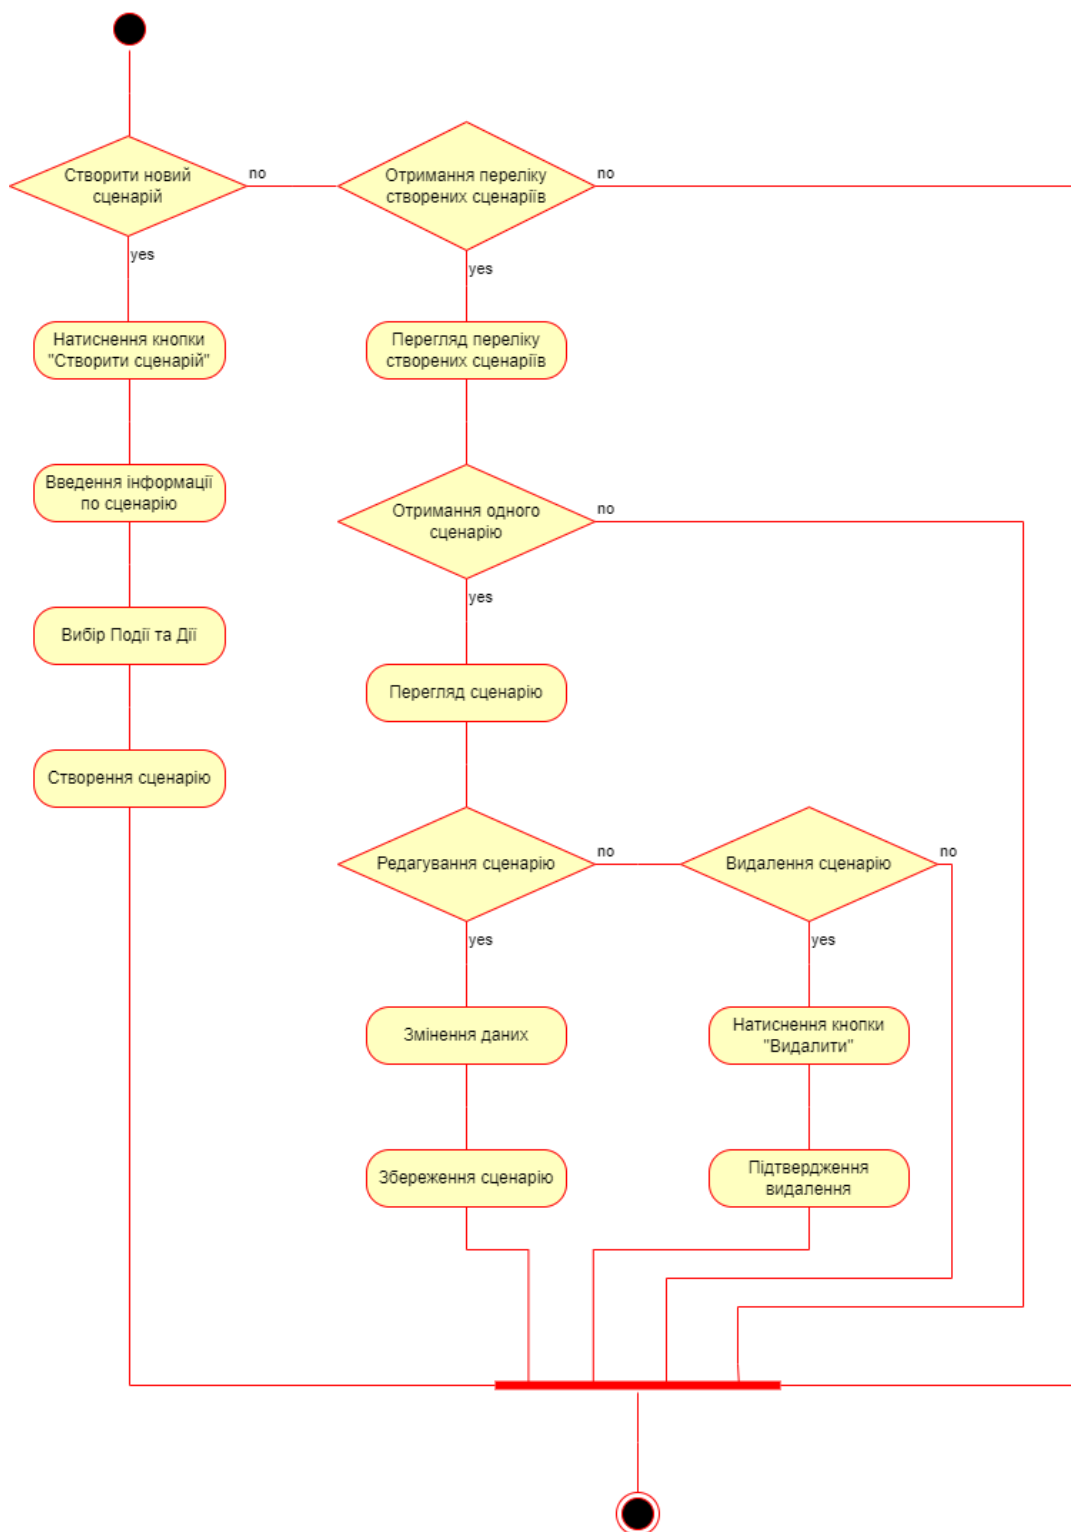 Створити новий
сценарій
no
Отримання переліку
створених сценаріїв
no
yes
yes
Натиснення кнопки
"Створити сценарій"
Перегляд переліку
створених сценаріїв
Введення інформації
по сценарію
Отримання одного
сценарію
no
yes
Вибір Події та Дії
Перегляд сценарію
Створення сценарію
Редагування сценарію
no
Видалення сценарію
no
yes
yes
Змінення даних
Натиснення кнопки
"Видалити"
Збереження сценарію
Підтвердження
видалення